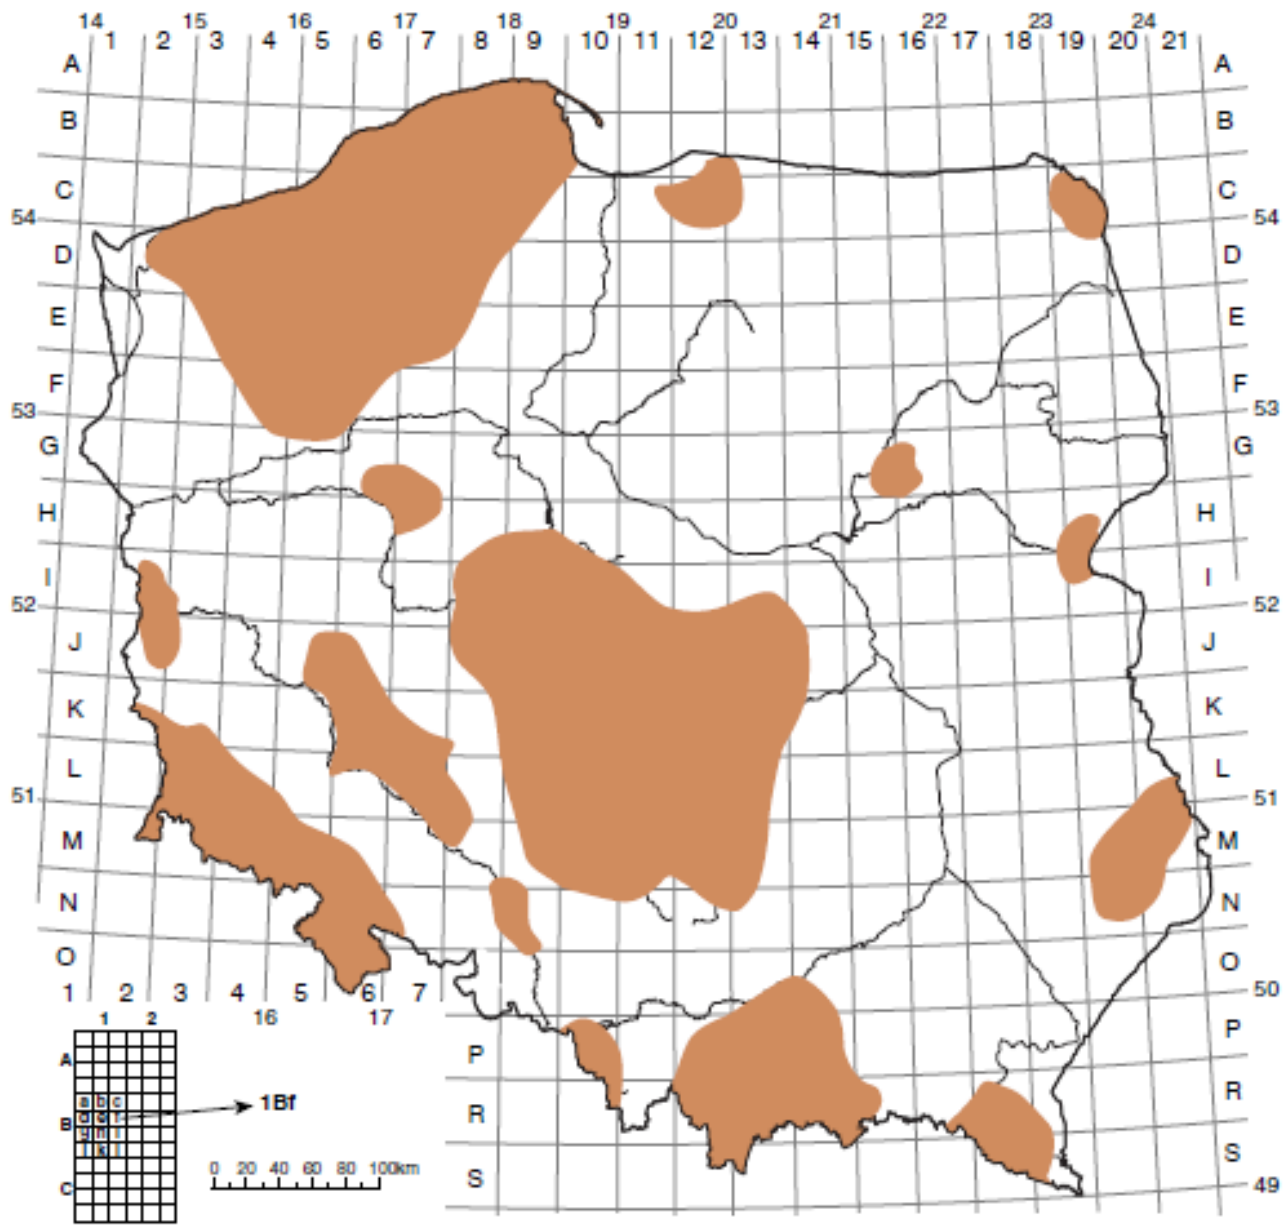 14 15 16 17 18 19 20 21 22 23 24
1 2 3 4 5 6 7 8 9 10 11 12 13 14 15 16 17 18 19 20 21
A A
B B
C C
54 54
D D
E E
F F
53 53
G G
H H
I I
52 52
J J
K K
L L
51 51
M M
N N
O O
1 2 3 4 5 6 7 50
16 17
P P
R R
S S
49
1 2
A
a b c
B
d e f
g h i
j k l
C
1Bf
0 20 40 60 80 100km